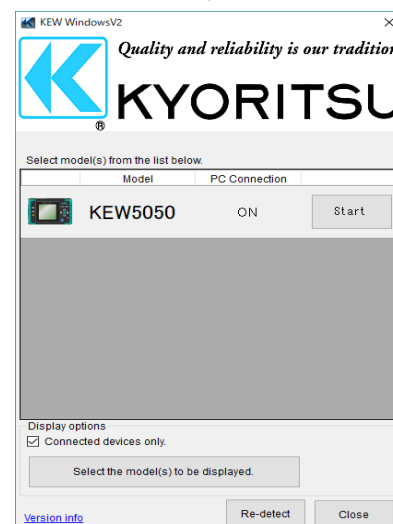 KEW WindowsV2
Quality and reliability is our tradition
KYORITSU
®
Select model(s) from the list below.
Model PC Connection
KEW5050 ON Start
Display options
Connected devices only.
Select the model(s) to be displayed.
Version info Re-detect Close